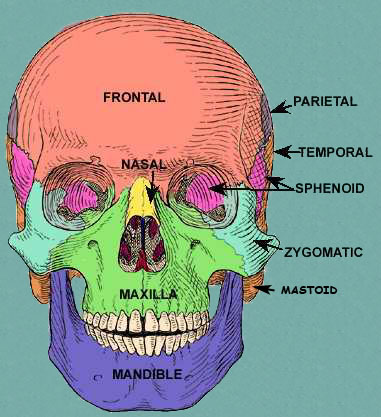 FRONTAL
PARIETAL
TEMPORAL
NASAL
SPHENOID
ZYGOMATIC
MAXILLA
MASTOID
MANDIBLE